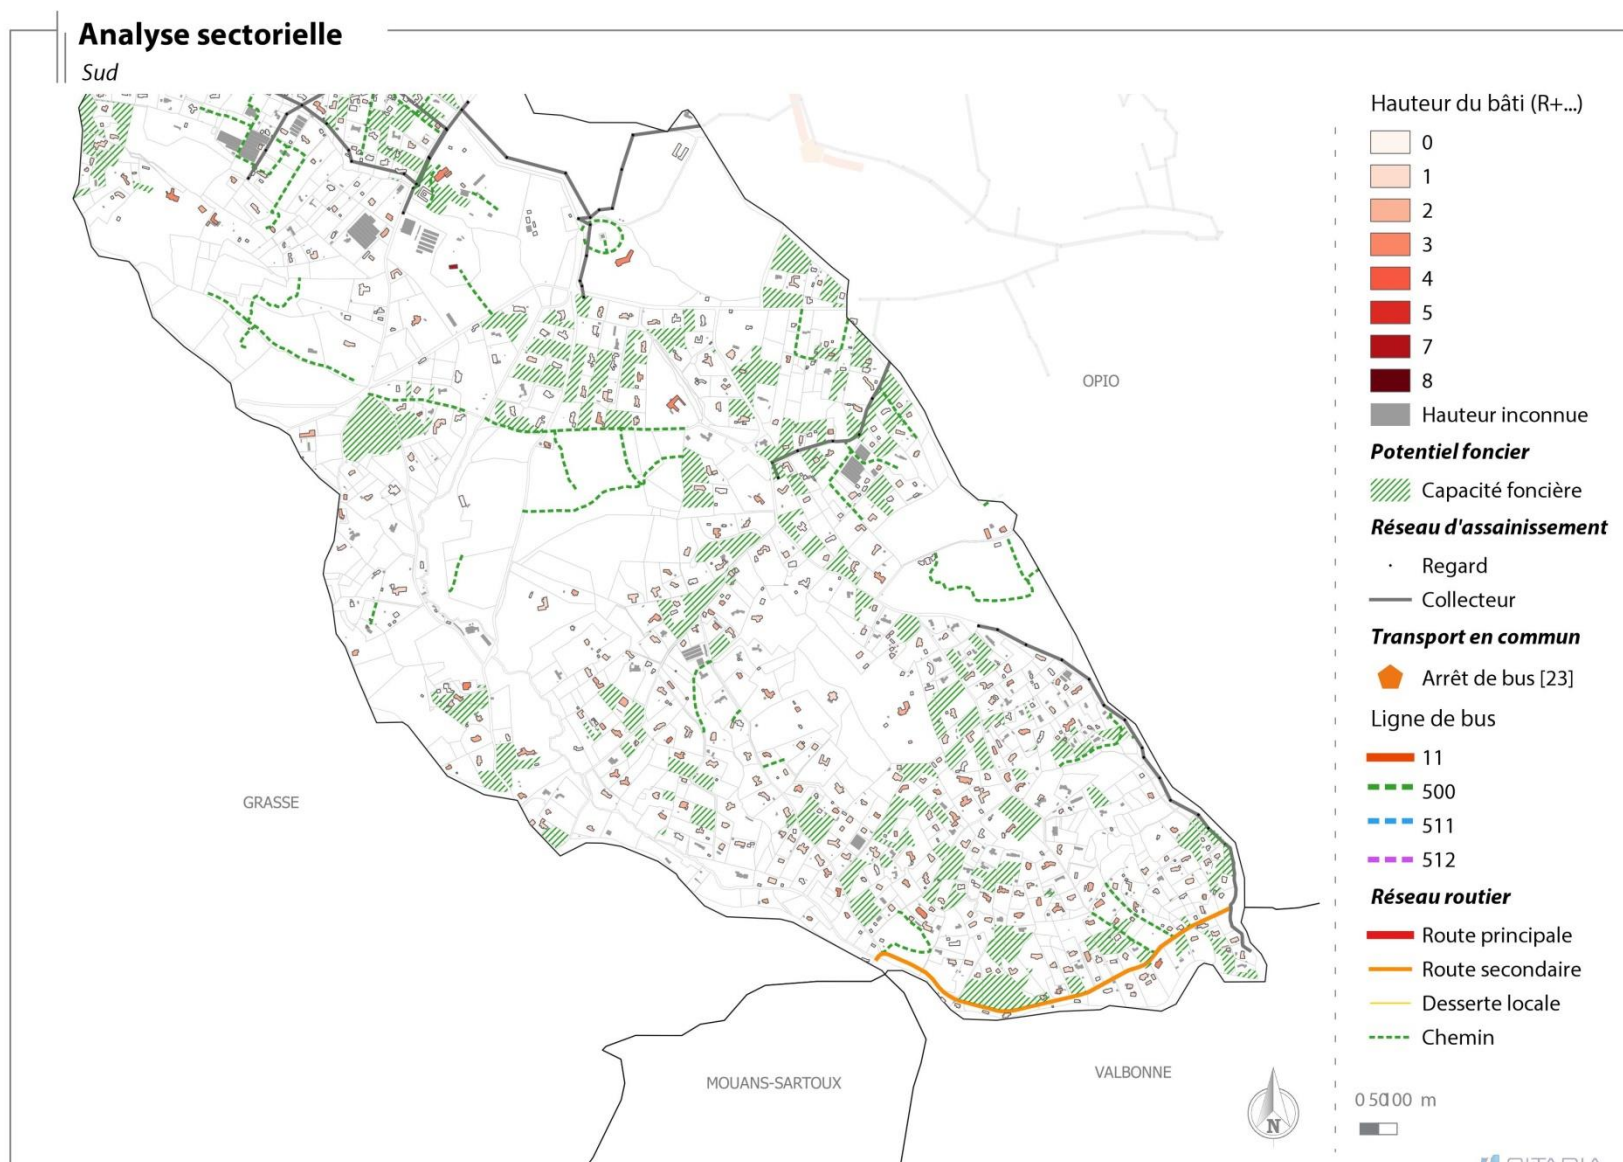 Analyse sectorielle
Sud
Hauteur du bâti (R+...)
0
1
2
3
4
5
7
8
Hauteur inconnue
Potentiel foncier
Capacité foncière
Réseau d'assainissement
Regard
Collecteur
Transport en commun
Arrêt de bus [23]
Ligne de bus
11
500
511
512
Réseau routier
Route principale
Route secondaire
Desserte locale
Chemin
0 50 100 m
OPIO
GRASSE
MOUANS-SARTOUX
VALBONNE
N